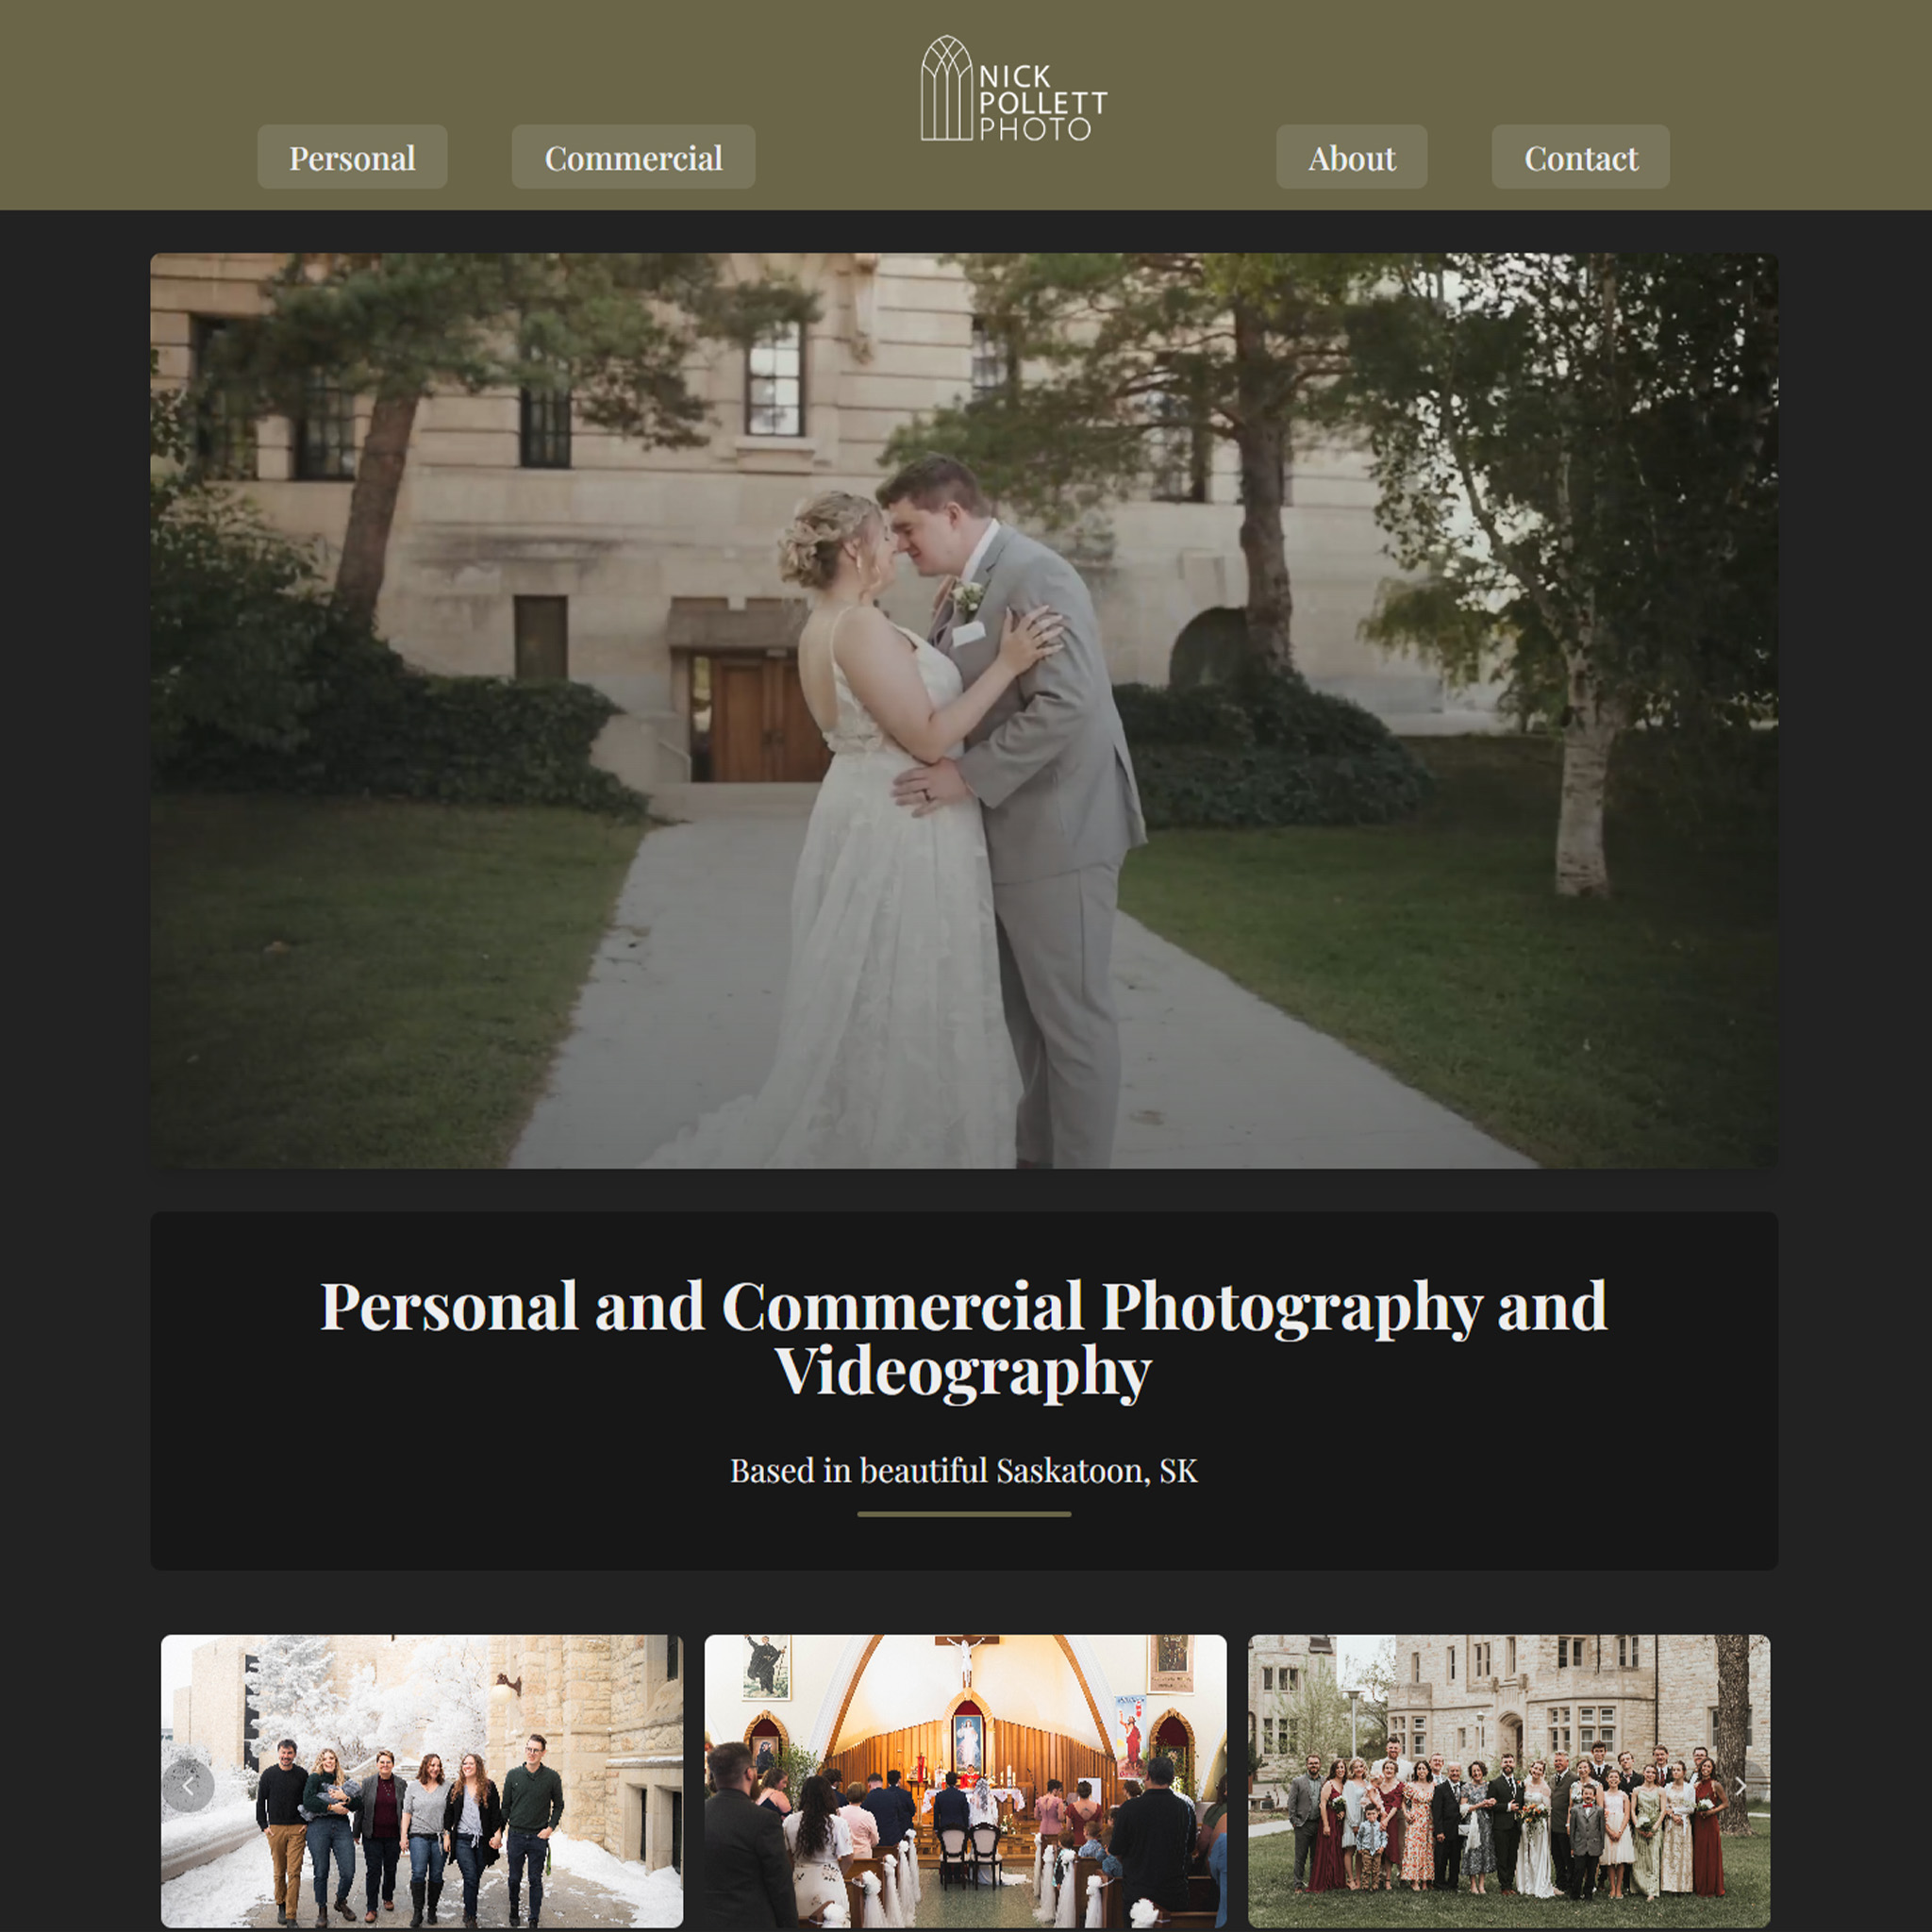 NICK
POLLETT
PHOTO
Personal
Commercial
About
Contact
Personal and Commercial Photography and
Videography
Based in beautiful Saskatoon, SK